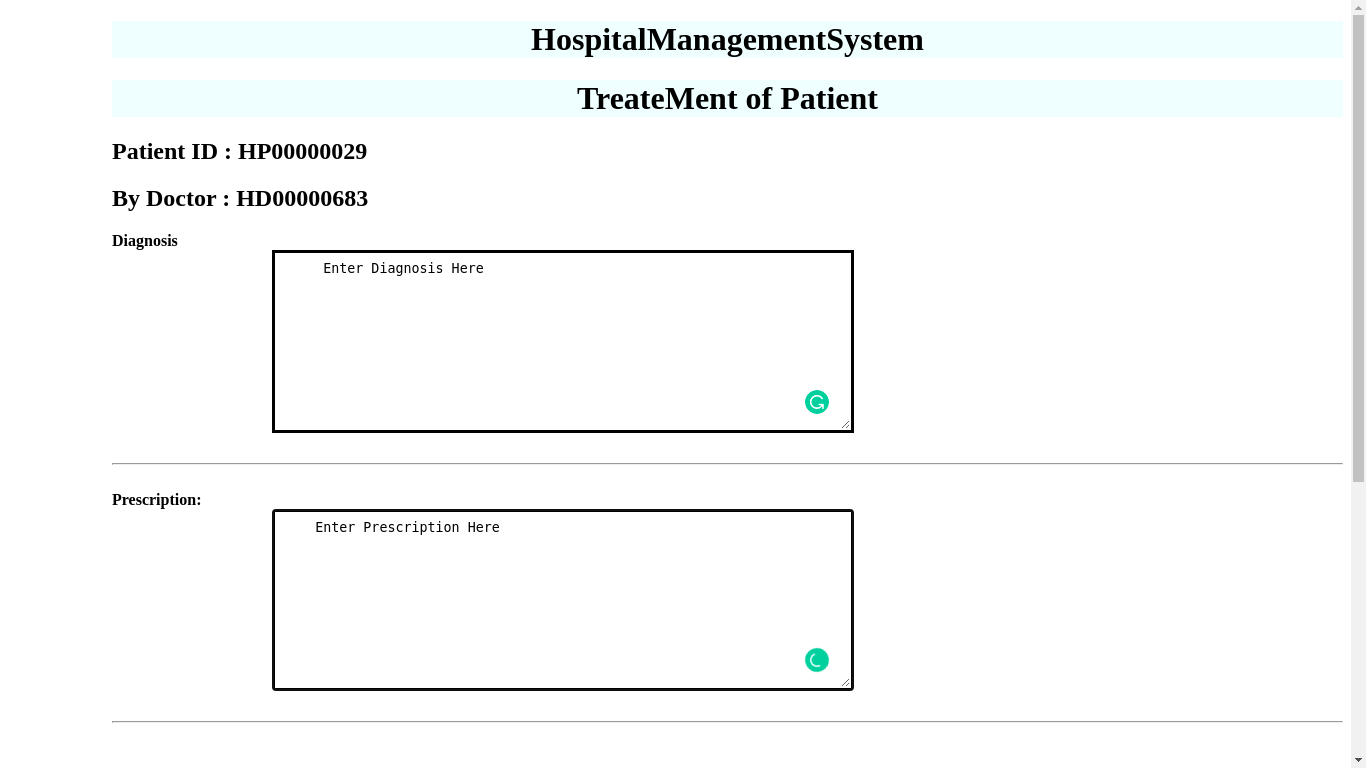 HospitalManagementSystem
TreateMent of Patient
Patient ID : HP00000029
By Doctor : HD00000683
Diagnosis
Enter Diagnosis Here
Prescription:
Enter Prescription Here